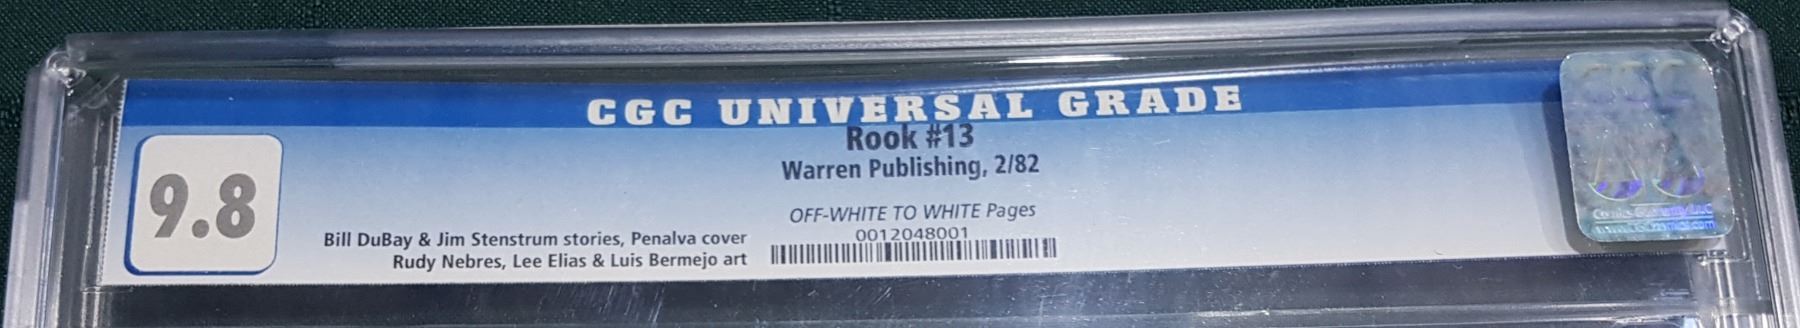 CGC UNIVERSAL GRADE
Rook #13
Warren Publishing, 2/82
9.8
OFF-WHITE TO WHITE Pages
Bill DuBay & Jim Stenstrum stories, Penalva cover
Rudy Nebres, Lee Elias & Luis Bermejo art
0012048001
CGC